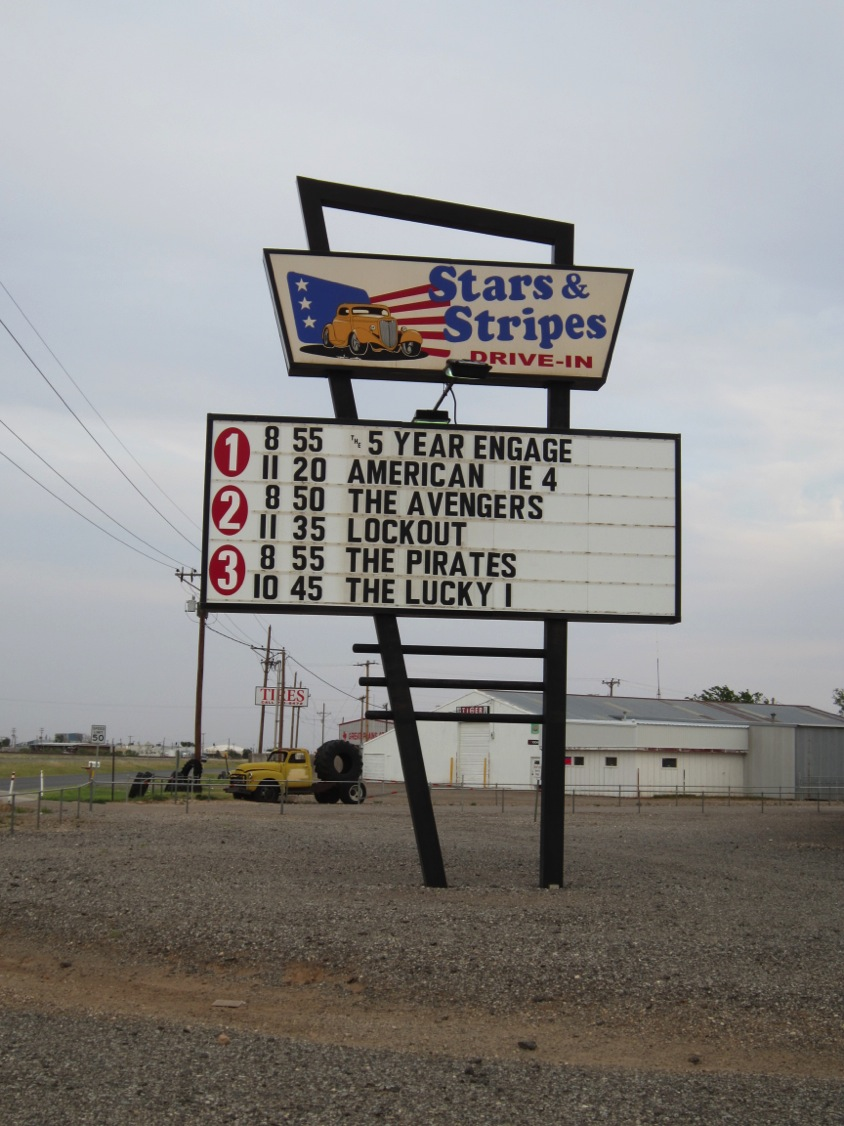 Stars &
Stripes
DRIVE-IN
1 8 55 THE 5 YEAR ENGAGE
11 20 AMERICAN IE 4
2 8 50 THE AVENGERS
11 35 LOCKOUT
3 8 55 THE PIRATES
10 45 THE LUCKY 1
TIRES
50